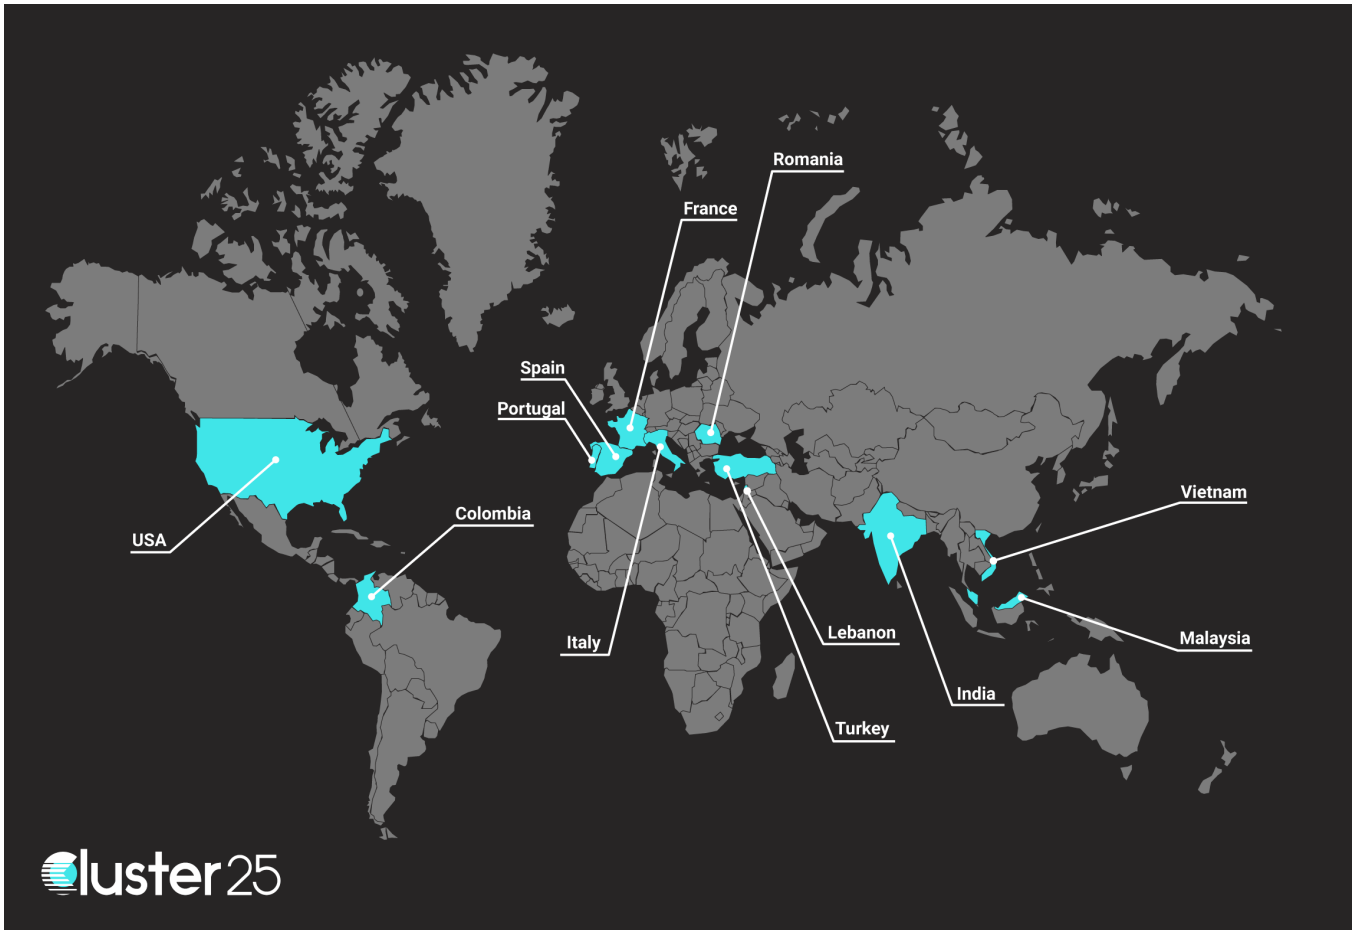 Romania
France
Spain
Portugal
Vietnam
Colombia
USA
Lebanon
Italy
Malaysia
India
Turkey
Cluster25